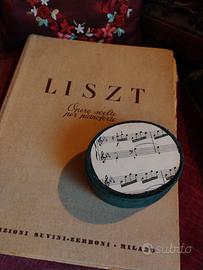 LISZT
Opere scelte
per pianoforte
EDIZIONI SUVINI-ZERBONI - MILANO
subito